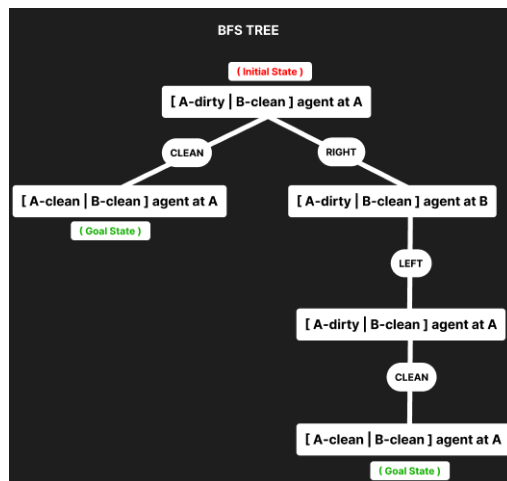 BFS TREE
( Initial State )
[ A-dirty | B-clean ] agent at A
CLEAN
RIGHT
[ A-clean | B-clean ] agent at A
[ A-dirty | B-clean ] agent at B
( Goal State )
LEFT
[ A-dirty | B-clean ] agent at A
CLEAN
[ A-clean | B-clean ] agent at A
( Goal State )